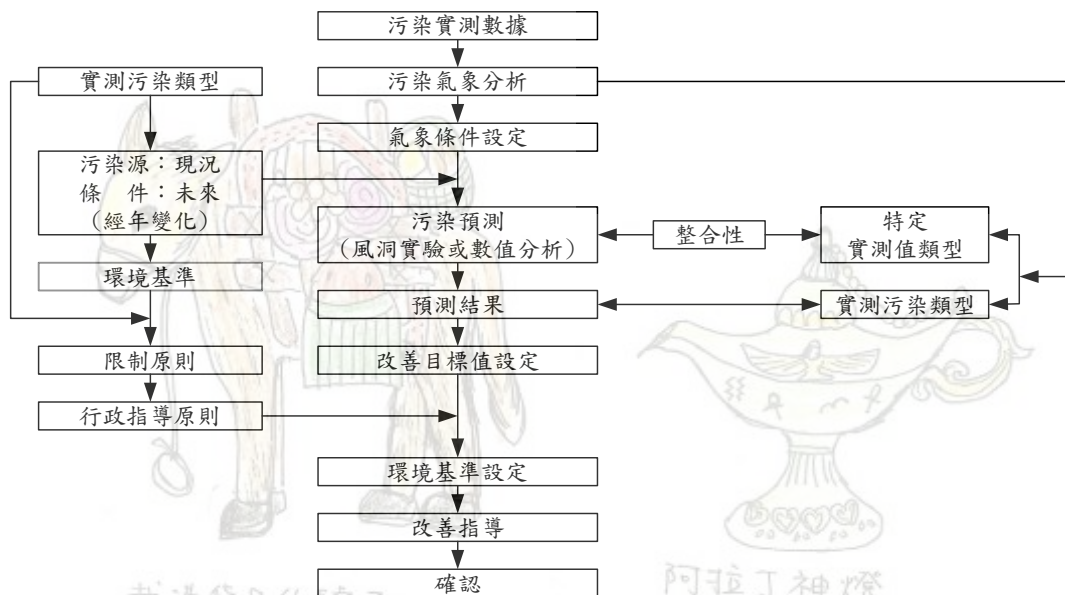 污染實測數據
實測污染類型
污染氣象分析
氣象條件設定
污染源：現況
條　件：未來
(經年變化)
污染預測
(風洞實驗或數值分析)
整合性
特定
實測值類型
環境基準
預測結果
實測污染類型
限制原則
改善目標值設定
行政指導原則
環境基準設定
改善指導
確認
阿拉丁神燈